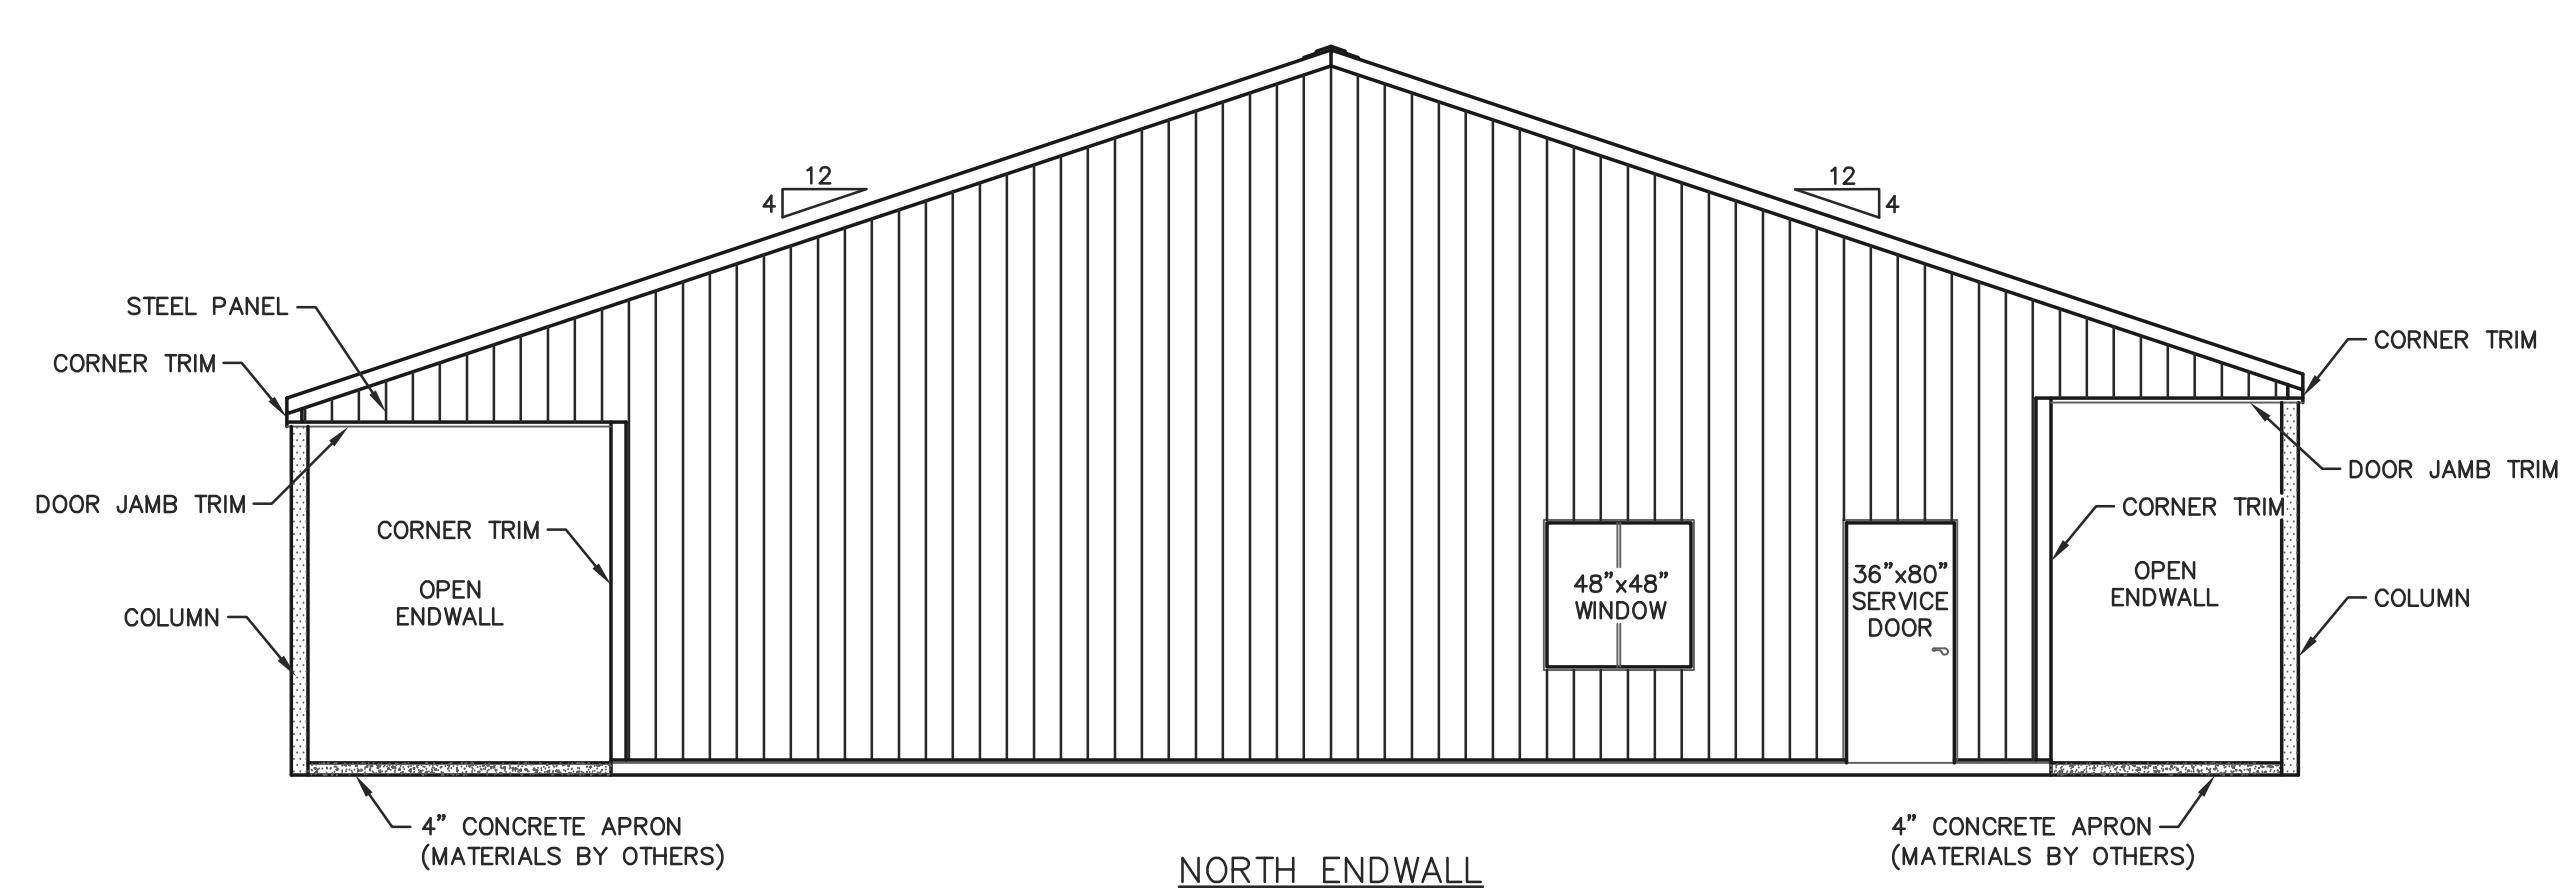 12
4
12
4
STEEL PANEL
CORNER TRIM
CORNER TRIM
DOOR JAMB TRIM
DOOR JAMB TRIM
CORNER TRIM
CORNER TRIM
OPEN
ENDWALL
COLUMN
48"x48"
WINDOW
36"x80"
SERVICE
DOOR
OPEN
ENDWALL
COLUMN
4" CONCRETE APRON
(MATERIALS BY OTHERS)
4" CONCRETE APRON
(MATERIALS BY OTHERS)
NORTH ENDWALL